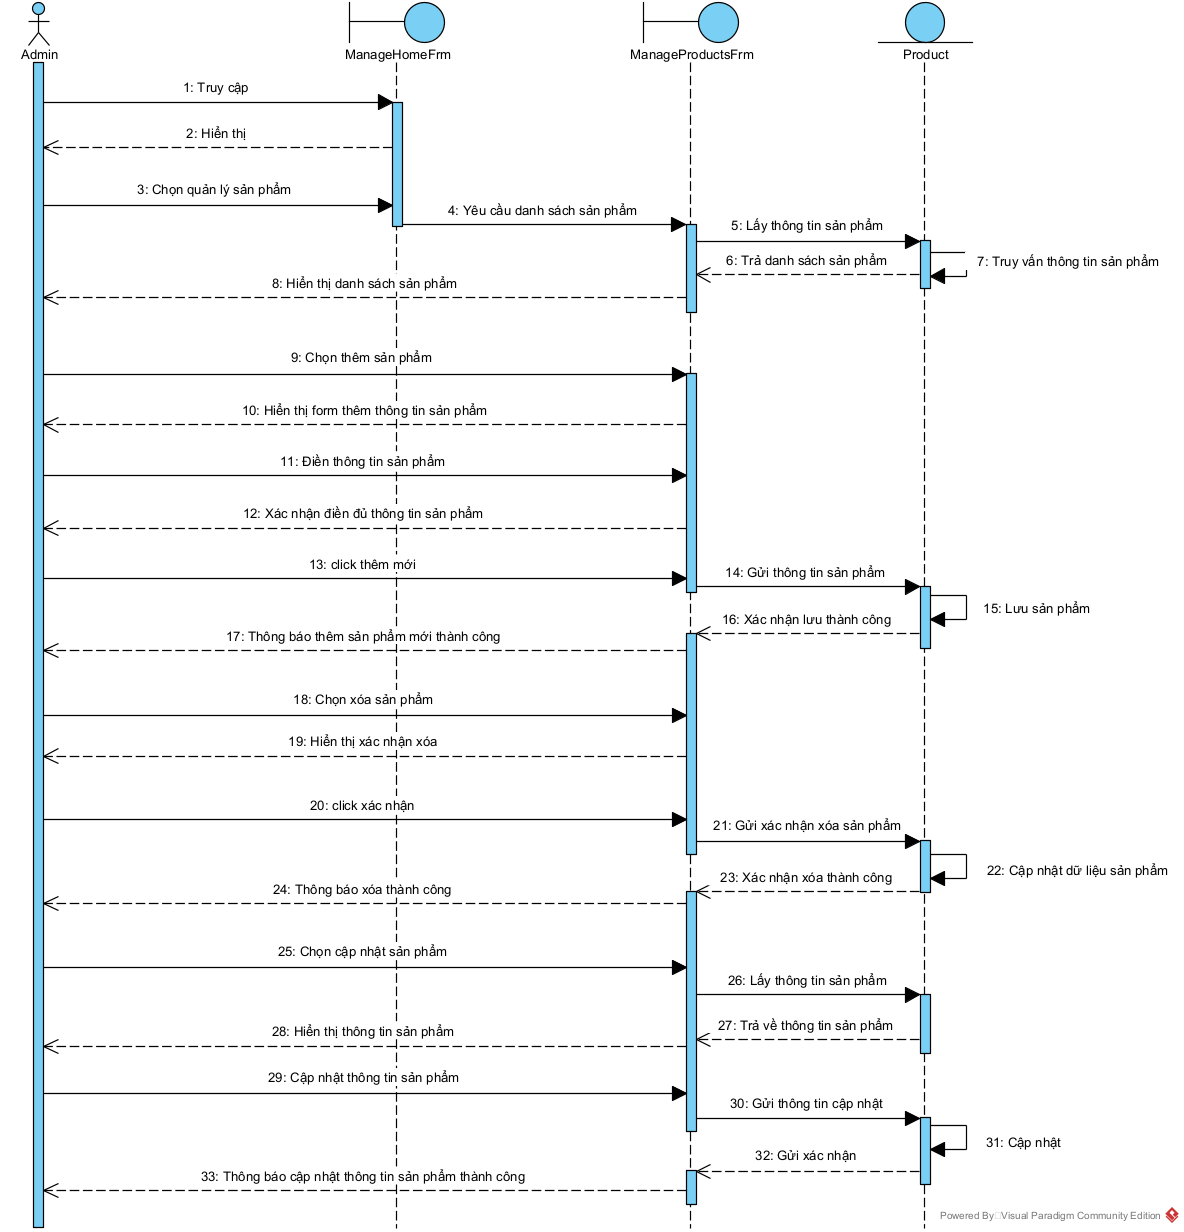 Admin
ManageHomeFrm
ManageProductsFrm
Product
1: Truy cập
2: Hiển thị
3: Chọn quản lý sản phẩm
4: Yêu cầu danh sách sản phẩm
5: Lấy thông tin sản phẩm
6: Trả danh sách sản phẩm
7: Truy vấn thông tin sản phẩm
8: Hiển thị danh sách sản phẩm
9: Chọn thêm sản phẩm
10: Hiển thị form thêm thông tin sản phẩm
11: Điền thông tin sản phẩm
12: Xác nhận điền đủ thông tin sản phẩm
13: click thêm mới
14: Gửi thông tin sản phẩm
15: Lưu sản phẩm
16: Xác nhận lưu thành công
17: Thông báo thêm sản phẩm mới thành công
18: Chọn xóa sản phẩm
19: Hiển thị xác nhận xóa
20: click xác nhận
21: Gửi xác nhận xóa sản phẩm
22: Cập nhật dữ liệu sản phẩm
23: Xác nhận xóa thành công
24: Thông báo xóa thành công
25: Chọn cập nhật sản phẩm
26: Lấy thông tin sản phẩm
27: Trả về thông tin sản phẩm
28: Hiển thị thông tin sản phẩm
29: Cập nhật thông tin sản phẩm
30: Gửi thông tin cập nhật
31: Cập nhật
32: Gửi xác nhận
33: Thông báo cập nhật thông tin sản phẩm thành công
Powered By Visual Paradigm Community Edition